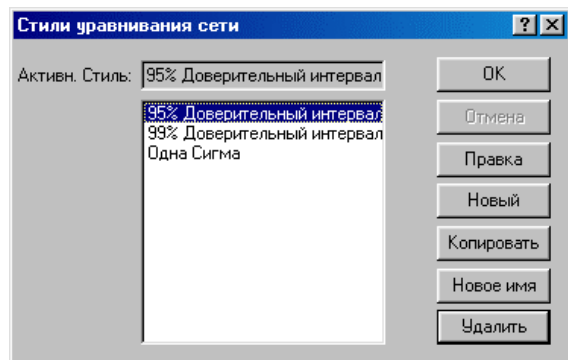 Стили уравнивания сети
Активн. Стиль: 95% Доверительный интервал
95% Доверительный интервал
99% Доверительный интервал
Одна Сигма
OK
Отмена
Правка
Новый
Копировать
Новое имя
Удалить